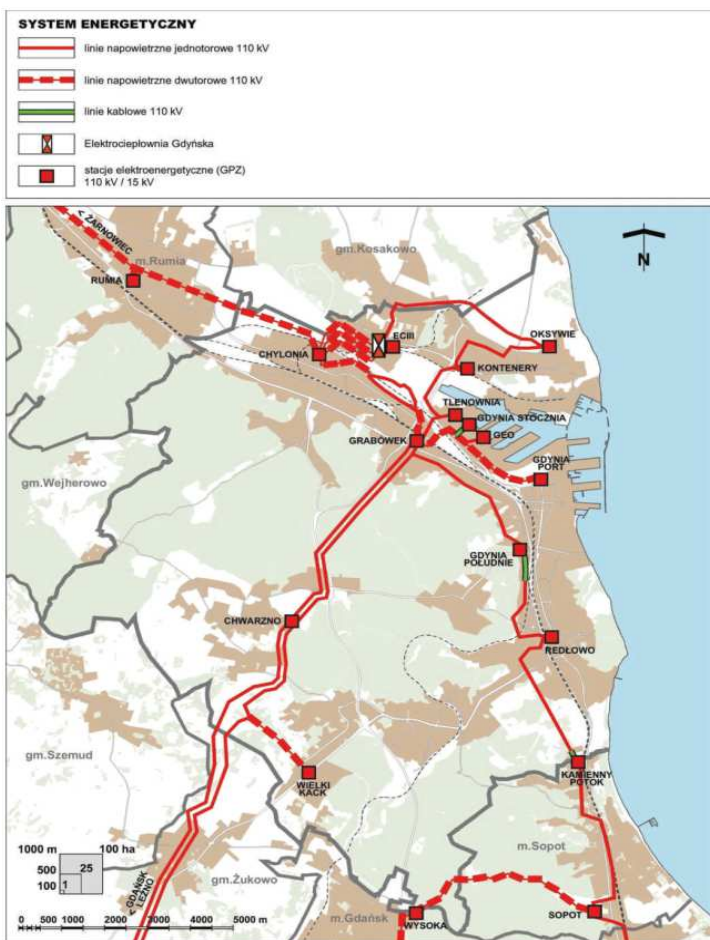 SYSTEM ENERGETYCZNY
linie napowietrzne jednotorowe 110 kV
linie napowietrzne dwutorowe 110 kV
linie kablowe 110 kV
Elektrociepłownia Gdyńska
stacje elektroenergetyczne (GPZ)
110 kV / 15 kV
< ŻARNOWIEC
m.Rumia
gm.Kosakowo
N
RUMIA
ECIII
OKSYWIE
CHYLONIA
KONTENERY
TLENOWNIA
GDYNIA STOCZNIA
GEO
GRABÓWEK
GDYNIA
PORT
gm.Wejherowo
GDYNIA
POŁUDNIE
CHWARZNO
REDŁOWO
gm.Szemud
WIELKI
KACK
KAMIENNY
POTOK
1000 m
100 ha
500
25
100
1
m.Sopot
gm.Żukowo
< GDAŃSK
LEŹNO
m.Gdańsk
WYSOKA
SOPOT
0 500 1000 2000 3000 4000 5000 m